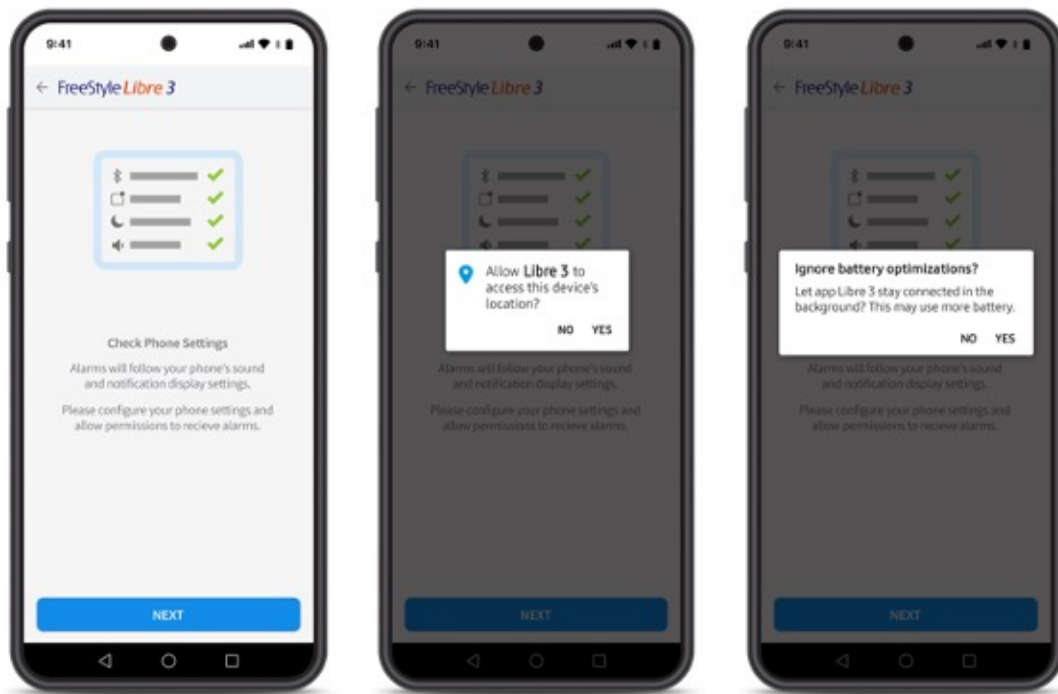 9:41
FreeStyle Libre 3
Check Phone Settings
Alarms will follow your phone's sound
and notification display settings.
Please configure your phone settings and
allow permissions to recieve alarms.
NEXT
9:41
FreeStyle Libre 3
Allow Libre 3 to
access this device's
location?
NO YES
Alarms will follow your phone's sound
and notification display settings.
Please configure your phone settings and
allow permissions to recieve alarms.
NEXT
9:41
FreeStyle Libre 3
Ignore battery optimizations?
Let app Libre 3 stay connected in the
background? This may use more battery.
NO YES
Alarms will follow your phone's sound
and notification display settings.
Please configure your phone settings and
allow permissions to recieve alarms.
NEXT